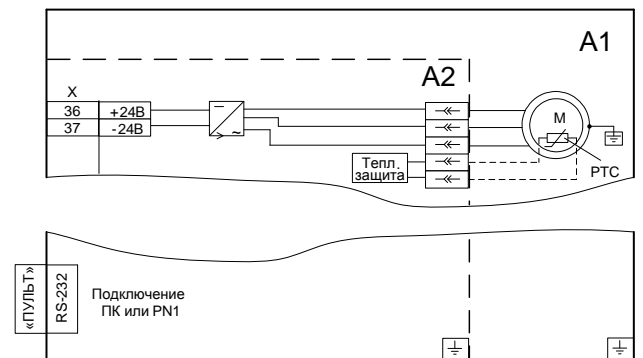 A1
A2
X
36 +24В
37 -24В
М
Тепл.
защита
PTC
«ПУЛЬТ»
RS-232
Подключение
ПК или PN1